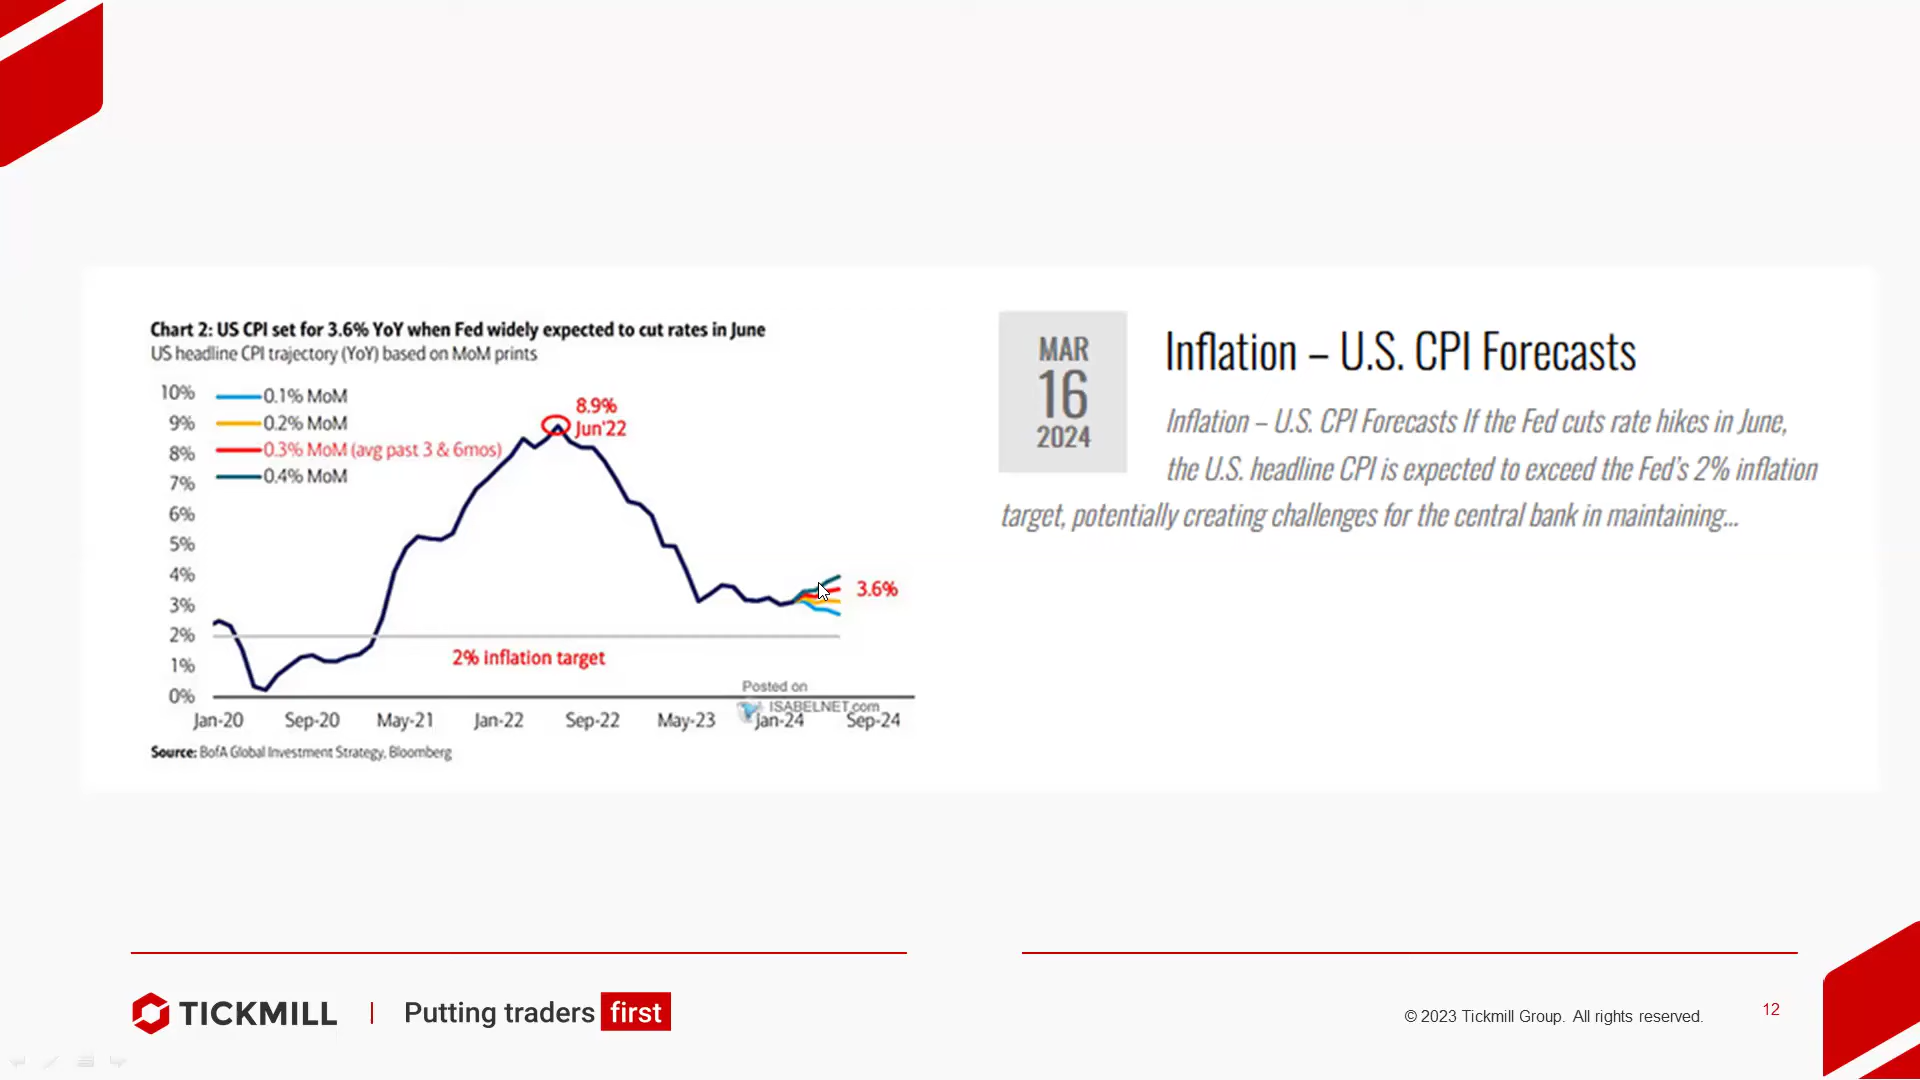 Chart 2: US CPI set for 3.6% YoY when Fed widely expected to cut rates in June
US headline CPI trajectory (YoY) based on MoM prints
10%
9%
8%
7%
6%
5%
4%
3%
2%
1%
0%
0.1% MoM
0.2% MoM
0.3% MoM (avg past 3 & 6mos)
0.4% MoM
8.9%
Jun'22
3.6%
2% inflation target
Posted on
ISABELNET.com
Jan-20 Sep-20 May-21 Jan-22 Sep-22 May-23 Jan-24 Sep-24
Source: BofA Global Investment Strategy, Bloomberg
MAR
16
2024
Inflation – U.S. CPI Forecasts
Inflation – U.S. CPI Forecasts If the Fed cuts rate hikes in June,
the U.S. headline CPI is expected to exceed the Fed's 2% inflation
target, potentially creating challenges for the central bank in maintaining...
TICKMILL | Putting traders first
© 2023 Tickmill Group. All rights reserved.
12